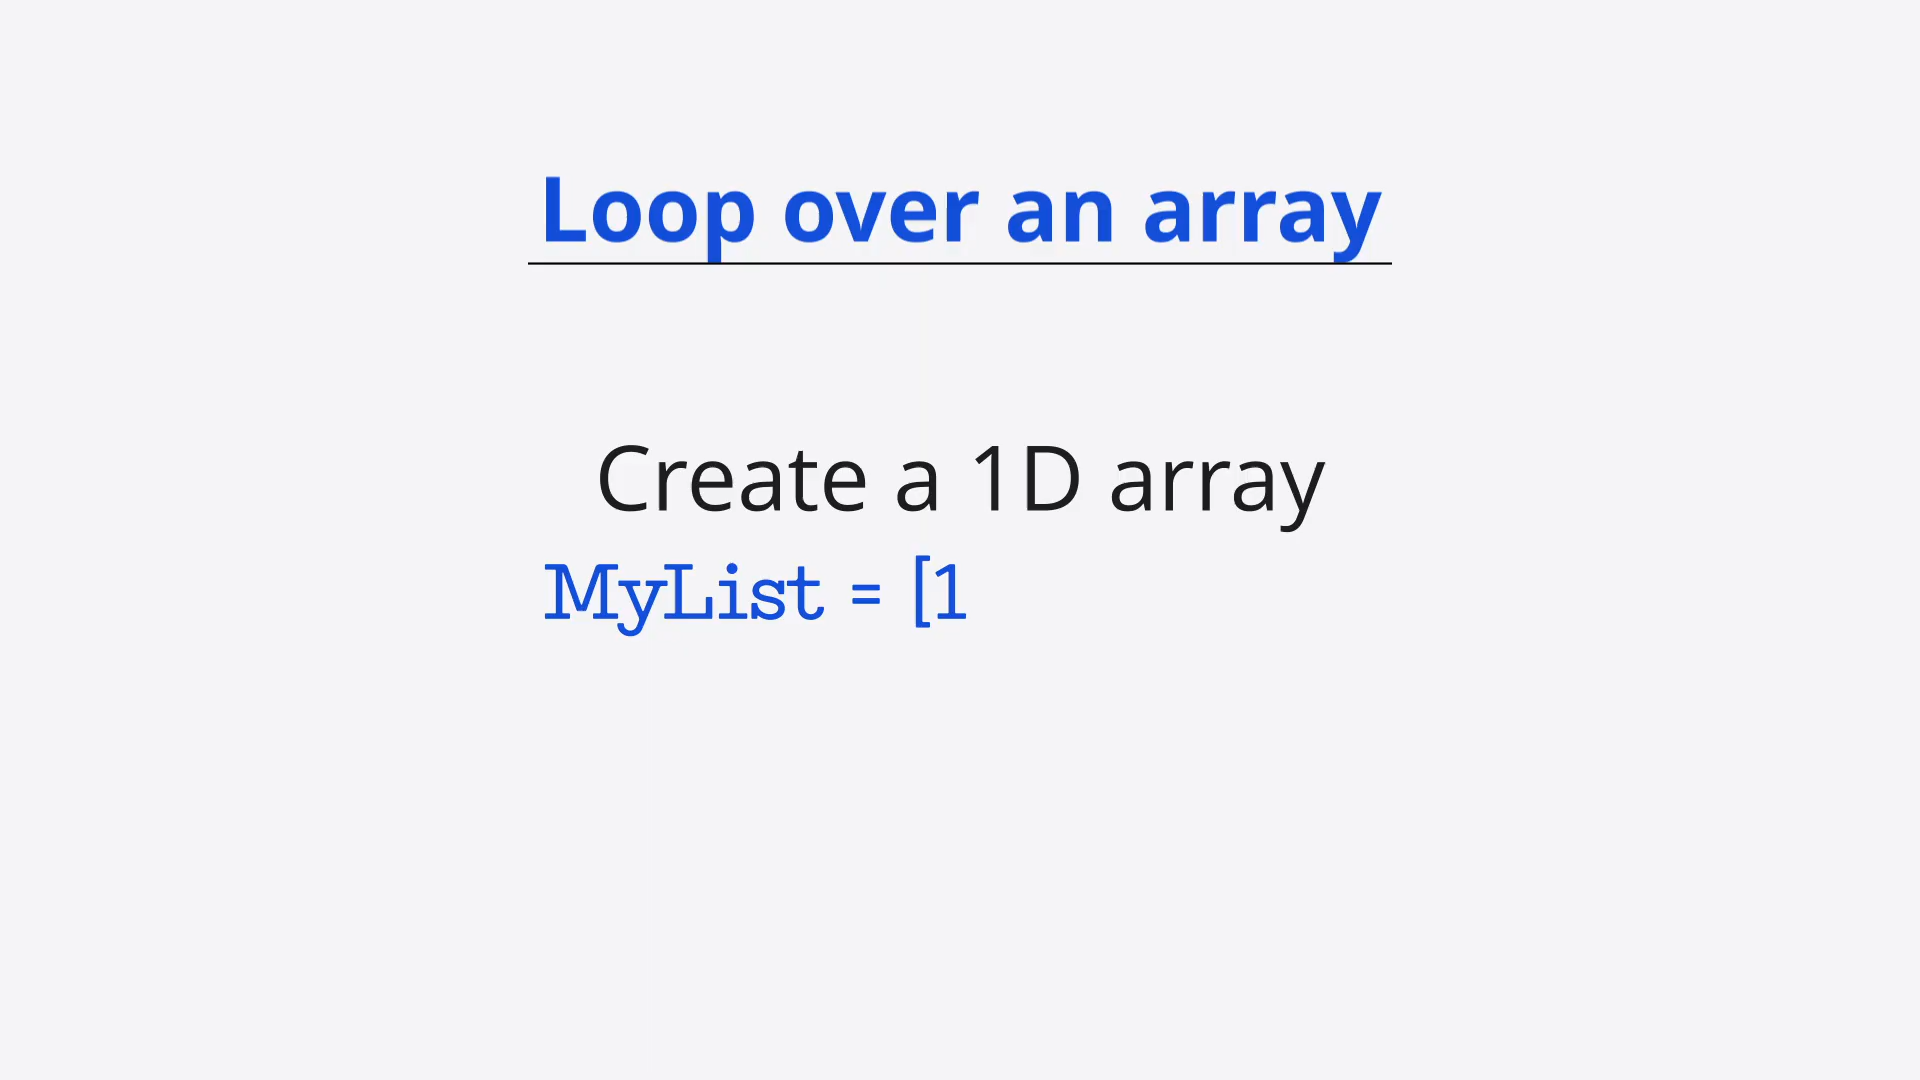 Loop over an array
Create a 1D array
MyList = [1